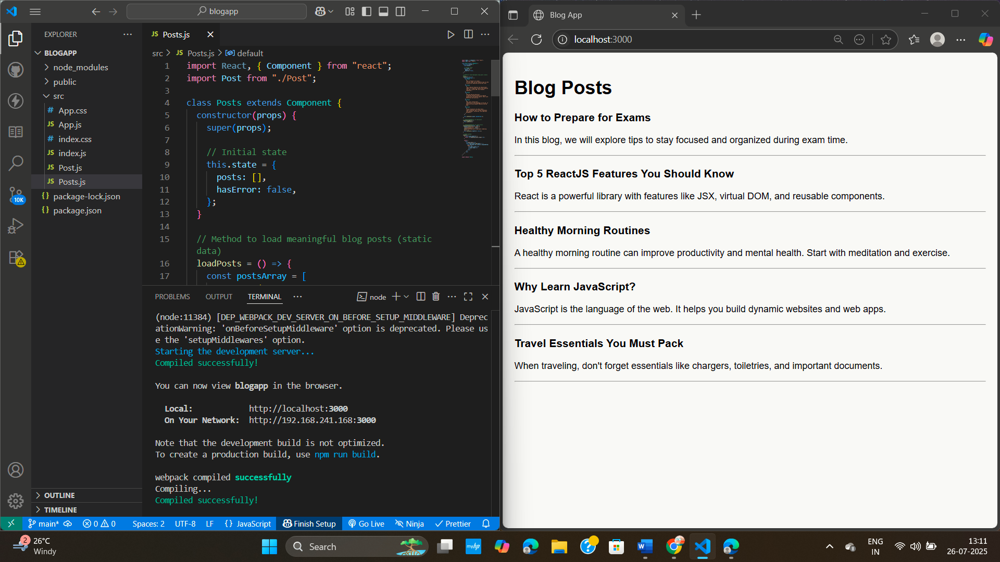 blogapp
EXPLORER
BLOGAPP
node_modules
public
src
# App.css
JS App.js
# index.css
JS index.js
JS Post.js
JS Posts.js
{} package-lock.json
{} package.json
OUTLINE
TIMELINE
10K
JS Posts.js
src > JS Posts.js > default
1 import React, { Component } from "react";
2 import Post from "./Post";
3
4 class Posts extends Component {
5 constructor(props) {
6 super(props);
7
8 // Initial state
9 this.state = {
10 posts: [],
11 hasError: false,
12 };
13 }
14
15 // Method to load meaningful blog posts (static
data)
16 loadPosts = () => {
17 const postsArray = [
PROBLEMS OUTPUT TERMINAL ... node
(node:11384) [DEP_WEBPACK_DEV_SERVER_ON_BEFORE_SETUP_MIDDLEWARE] Deprec
ationWarning: 'onBeforeSetupMiddleware' option is deprecated. Please us
e the 'setupMiddlewares' option.
Starting the development server...
Compiled successfully!
You can now view blogapp in the browser.
Local: http://localhost:3000
On Your Network: http://192.168.241.168:3000
Note that the development build is not optimized.
To create a production build, use npm run build.
webpack compiled successfully
Compiling...
Compiled successfully!
main* 0 0 Spaces: 2 UTF-8 LF {} JavaScript Finish Setup Go Live Ninja Prettier
Blog App
localhost:3000
Blog Posts
How to Prepare for Exams
In this blog, we will explore tips to stay focused and organized during exam time.
Top 5 ReactJS Features You Should Know
React is a powerful library with features like JSX, virtual DOM, and reusable components.
Healthy Morning Routines
A healthy morning routine can improve productivity and mental health. Start with meditation and exercise.
Why Learn JavaScript?
JavaScript is the language of the web. It helps you build dynamic websites and web apps.
Travel Essentials You Must Pack
When traveling, don't forget essentials like chargers, toiletries, and important documents.
2
26°C
Windy
Search
myhp
W
ENG
IN
13:11
26-07-2025